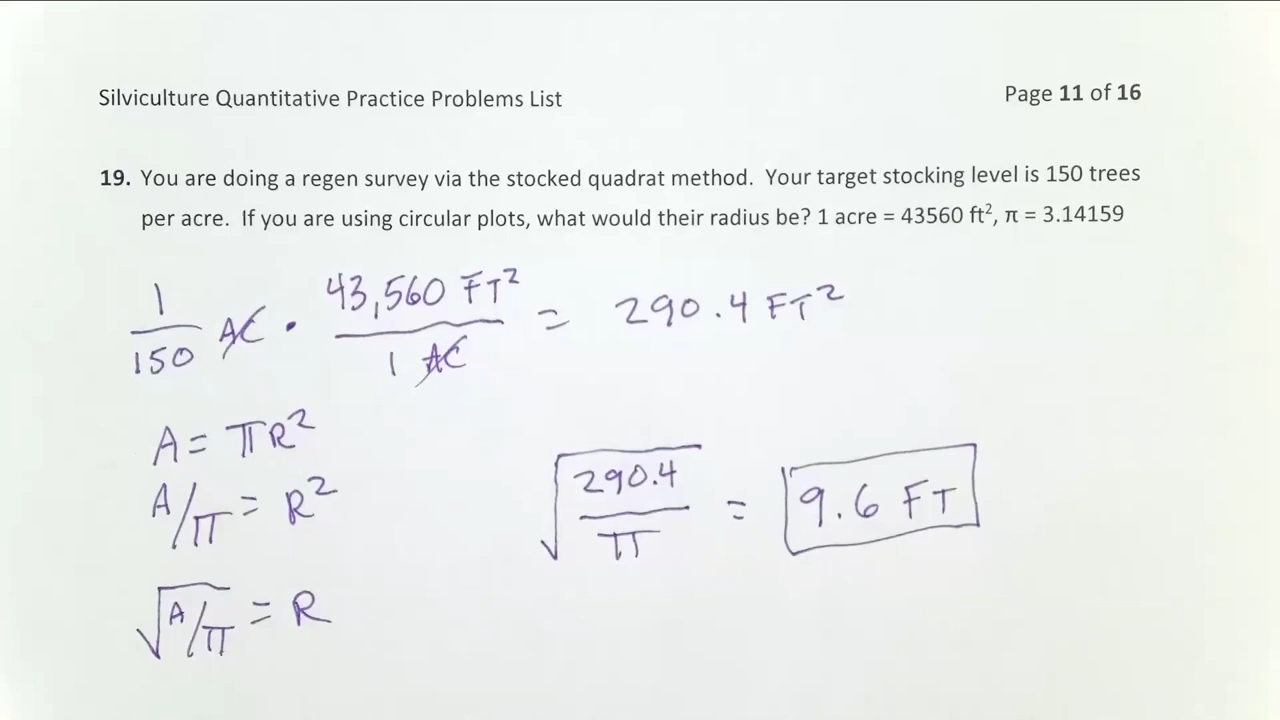 Silviculture Quantitative Practice Problems List
Page 11 of 16
19. You are doing a regen survey via the stocked quadrat method. Your target stocking level is 150 trees
per acre. If you are using circular plots, what would their radius be? 1 acre = 43560 ft², π = 3.14159
1/150 AC · 43,560 FT²/1 AC = 290.4 FT²
A = πR²
A/π = R²
√(290.4/π) = 9.6 FT
√(A/π) = R